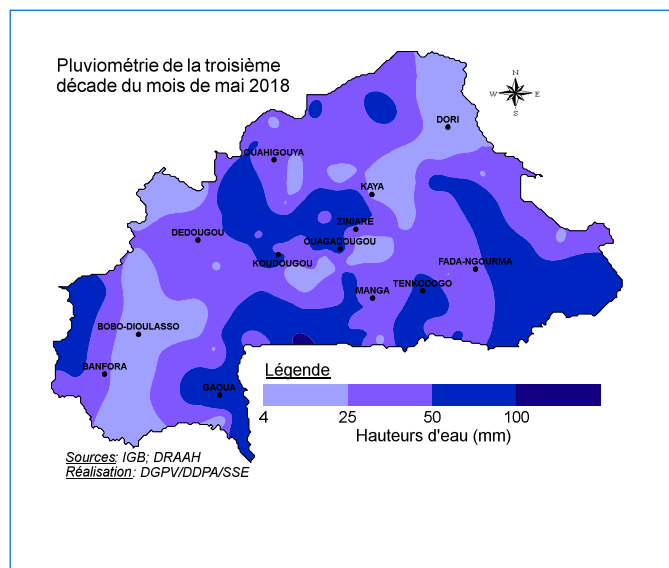 Pluviométrie de la troisième
décade du mois de mai 2018
N
W E
S
DORI
OUAHIGOUYA
KAYA
ZINIARE
DEDOUGOU
OUAGADOUGOU
KOUDOUGOU
FADA-NGOURMA
TENKODOGO
MANGA
BOBO-DIOULASSO
BANFORA
GAOUA
Légende
4 25 50 100
Hauteurs d'eau (mm)
Sources: IGB; DRAAH
Réalisation: DGPV/DDPA/SSE